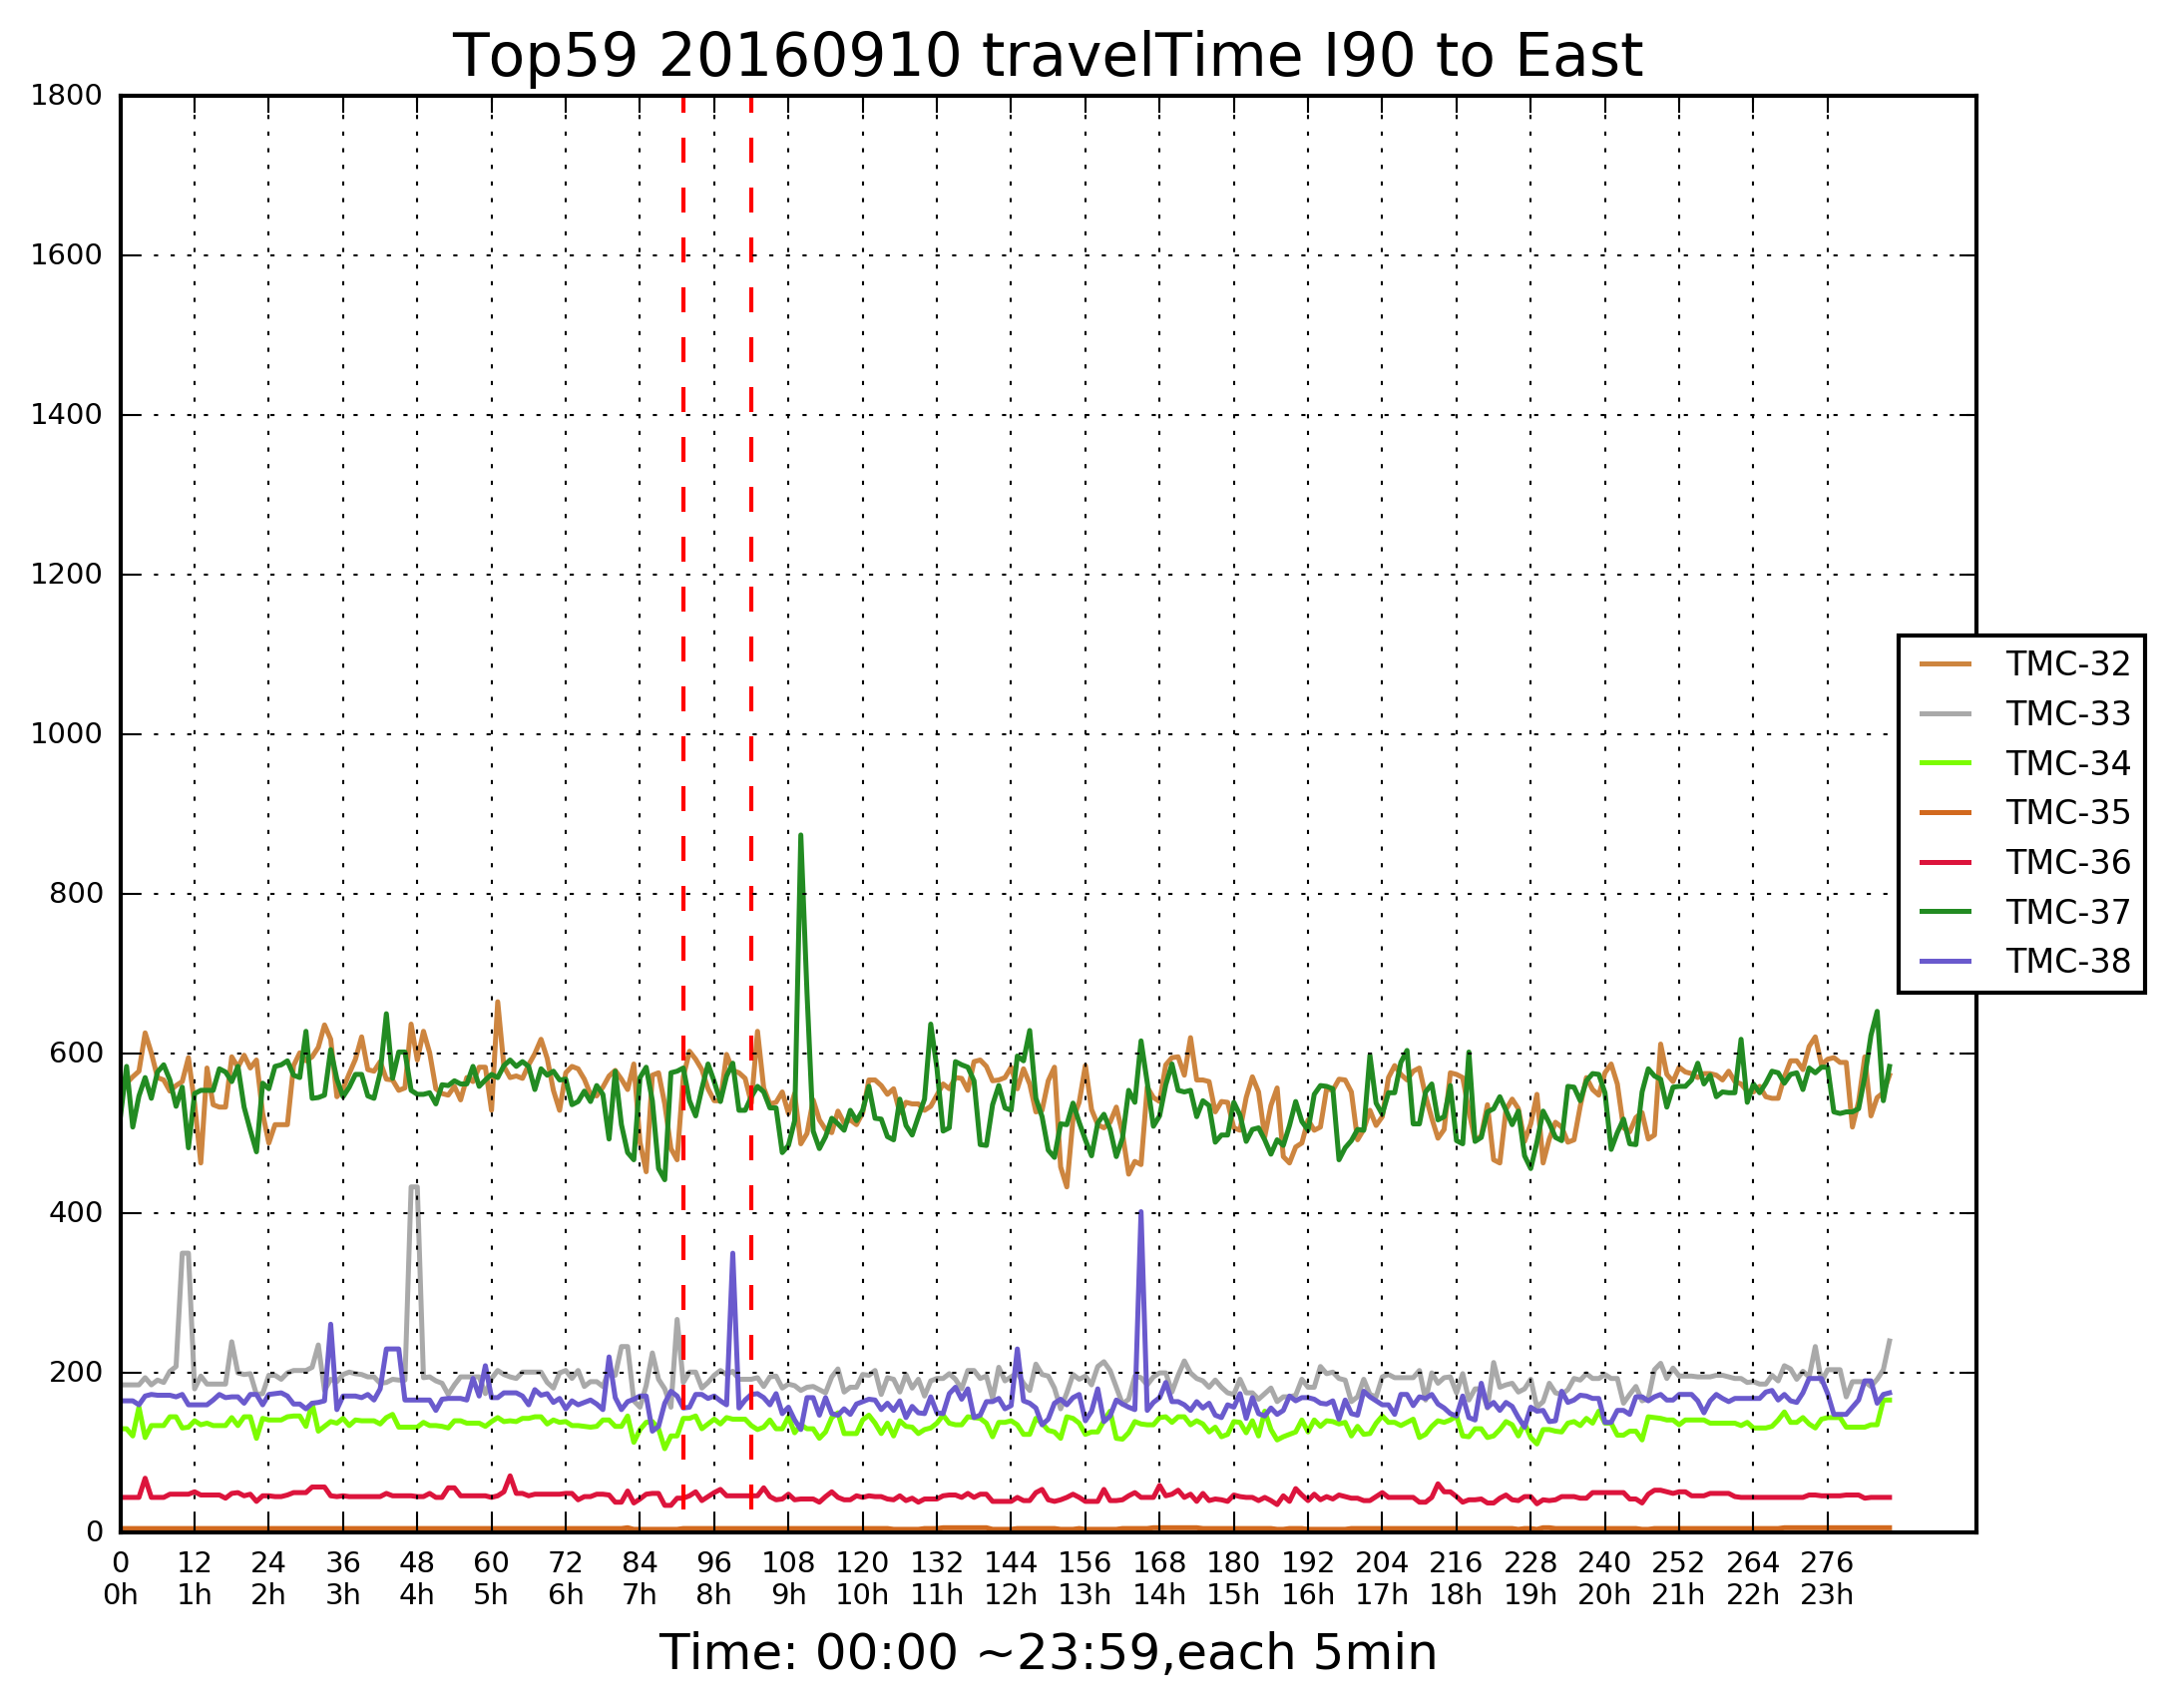 Top59 20160910 travelTime I90 to East
1800
1600
1400
1200
1000
800
600
400
200
0
TMC-32
TMC-33
TMC-34
TMC-35
TMC-36
TMC-37
TMC-38
0 12 24 36 48 60 72 84 96 108 120 132 144 156 168 180 192 204 216 228 240 252 264 276
0h 1h 2h 3h 4h 5h 6h 7h 8h 9h 10h 11h 12h 13h 14h 15h 16h 17h 18h 19h 20h 21h 22h 23h
Time: 00:00 ~23:59,each 5min